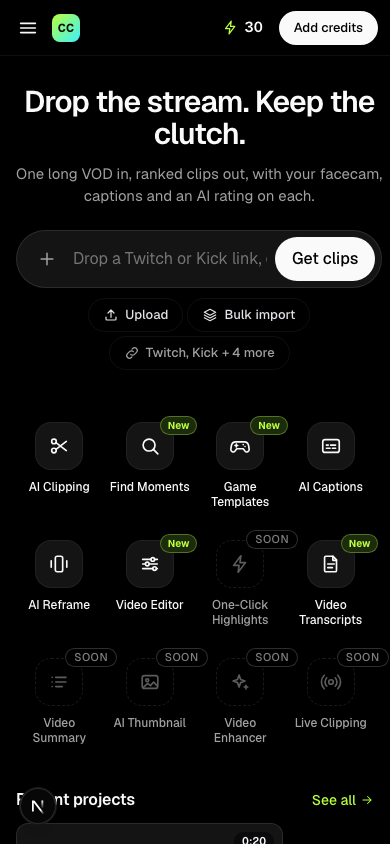 CC
30
Add credits
Drop the stream. Keep the
clutch.
One long VOD in, ranked clips out, with your facecam,
captions and an AI rating on each.
Drop a Twitch or Kick link,
Get clips
Upload
Bulk import
Twitch, Kick + 4 more
New
New
AI Clipping
Find Moments
Game
Templates
AI Captions
New
SOON
New
AI Reframe
Video Editor
One-Click
Highlights
Video
Transcripts
SOON
SOON
SOON
SOON
Video
Summary
AI Thumbnail
Video
Enhancer
Live Clipping
N
projects
See all
0:20